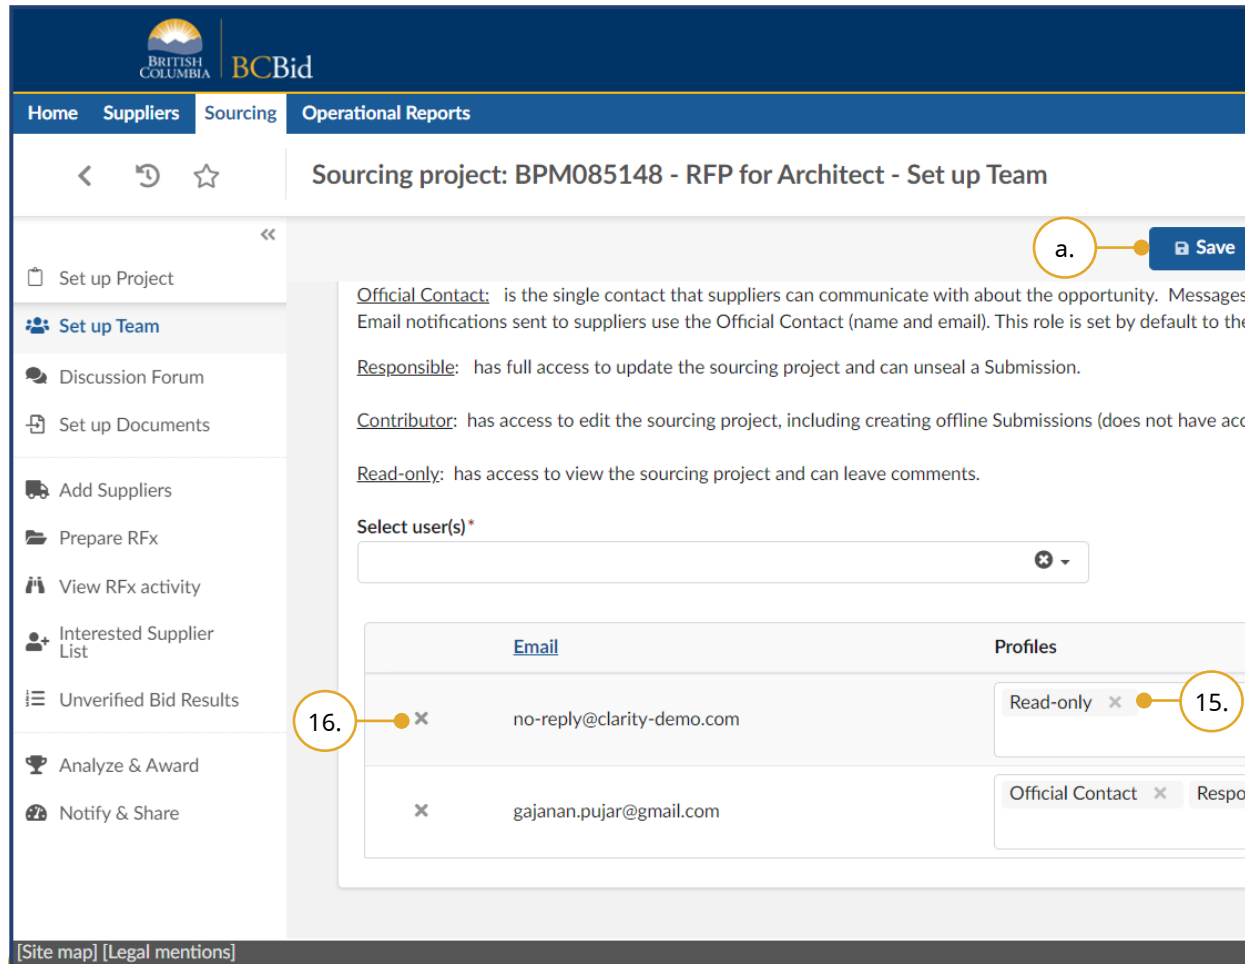 BRITISH
COLUMBIA
BCBid
Home Suppliers Sourcing Operational Reports
Sourcing project: BPM085148 - RFP for Architect - Set up Team
a.
Save
Set up Project
Set up Team
Discussion Forum
Set up Documents
Add Suppliers
Prepare RFx
View RFx activity
Interested Supplier
List
Unverified Bid Results
Analyze & Award
Notify & Share
Official Contact: is the single contact that suppliers can communicate with about the opportunity. Messages
Email notifications sent to suppliers use the Official Contact (name and email). This role is set by default to the
Responsible: has full access to update the sourcing project and can unseal a Submission.
Contributor: has access to edit the sourcing project, including creating offline Submissions (does not have acc
Read-only: has access to view the sourcing project and can leave comments.
Select user(s)*
Email Profiles
16. no-reply@clarity-demo.com Read-only 15.
gajanan.pujar@gmail.com Official Contact Respo
[Site map] [Legal mentions]